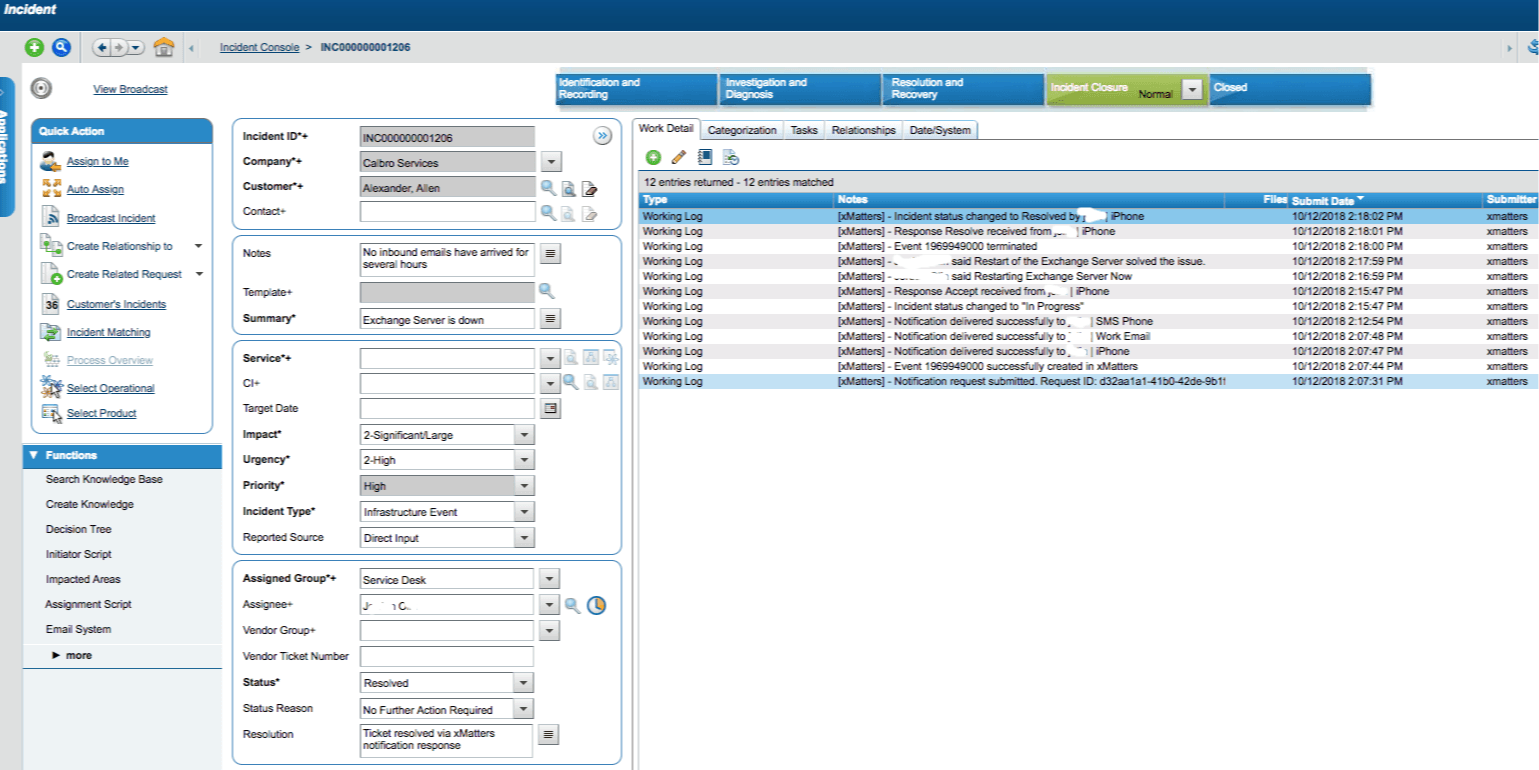 Incident
Incident Console > INC000000001206
Applications
View Broadcast
Identification and
Recording
Investigation and
Diagnosis
Resolution and
Recovery
Incident Closure Normal
Closed
Quick Action
Assign to Me
Auto Assign
Broadcast Incident
Create Relationship to
Create Related Request
36 Customer's Incidents
Incident Matching
Process Overview
Select Operational
Select Product
Functions
Search Knowledge Base
Create Knowledge
Decision Tree
Initiator Script
Impacted Areas
Assignment Script
Email System
more
Incident ID*+ INC000000001206
Company*+ Calbro Services
Customer*+ Alexander, Allen
Contact+
Notes No inbound emails have arrived for
several hours
Template+
Summary* Exchange Server is down
Service*+
CI+
Target Date
Impact* 2-Significant/Large
Urgency* 2-High
Priority* High
Incident Type* Infrastructure Event
Reported Source Direct Input
Assigned Group*+ Service Desk
Assignee+
Vendor Group+
Vendor Ticket Number
Status* Resolved
Status Reason No Further Action Required
Resolution Ticket resolved via xMatters
notification response
Work Detail Categorization Tasks Relationships Date/System
12 entries returned - 12 entries matched
Type Notes Files Submit Date Submitter
Working Log [xMatters] - Incident status changed to Resolved by iPhone 10/12/2018 2:18:02 PM xmatters
Working Log [xMatters] - Response Resolve received from | iPhone 10/12/2018 2:18:01 PM xmatters
Working Log [xMatters] - Event 1969949000 terminated 10/12/2018 2:18:00 PM xmatters
Working Log [xMatters] - said Restart of the Exchange Server solved the issue. 10/12/2018 2:17:59 PM xmatters
Working Log [xMatters] - said Restarting Exchange Server Now 10/12/2018 2:16:59 PM xmatters
Working Log [xMatters] - Response Accept received from | iPhone 10/12/2018 2:15:47 PM xmatters
Working Log [xMatters] - Incident status changed to "In Progress" 10/12/2018 2:15:47 PM xmatters
Working Log [xMatters] - Notification delivered successfully to | SMS Phone 10/12/2018 2:12:54 PM xmatters
Working Log [xMatters] - Notification delivered successfully to | Work Email 10/12/2018 2:07:48 PM xmatters
Working Log [xMatters] - Notification delivered successfully to | iPhone 10/12/2018 2:07:47 PM xmatters
Working Log [xMatters] - Event 1969949000 successfully created in xMatters 10/12/2018 2:07:44 PM xmatters
Working Log [xMatters] - Notification request submitted. Request ID: d32aa1a1-41b0-42de-9b1f 10/12/2018 2:07:31 PM xmatters